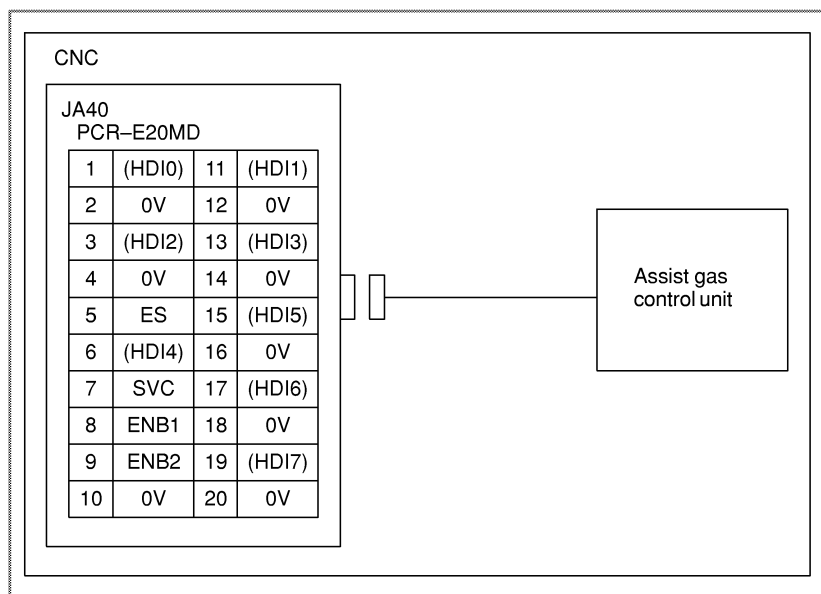 CNC
JA40
PCR–E20MD
1 (HDI0) 11 (HDI1)
2 0V 12 0V
3 (HDI2) 13 (HDI3)
4 0V 14 0V
5 ES 15 (HDI5)
6 (HDI4) 16 0V
7 SVC 17 (HDI6)
8 ENB1 18 0V
9 ENB2 19 (HDI7)
10 0V 20 0V
Assist gas
control unit